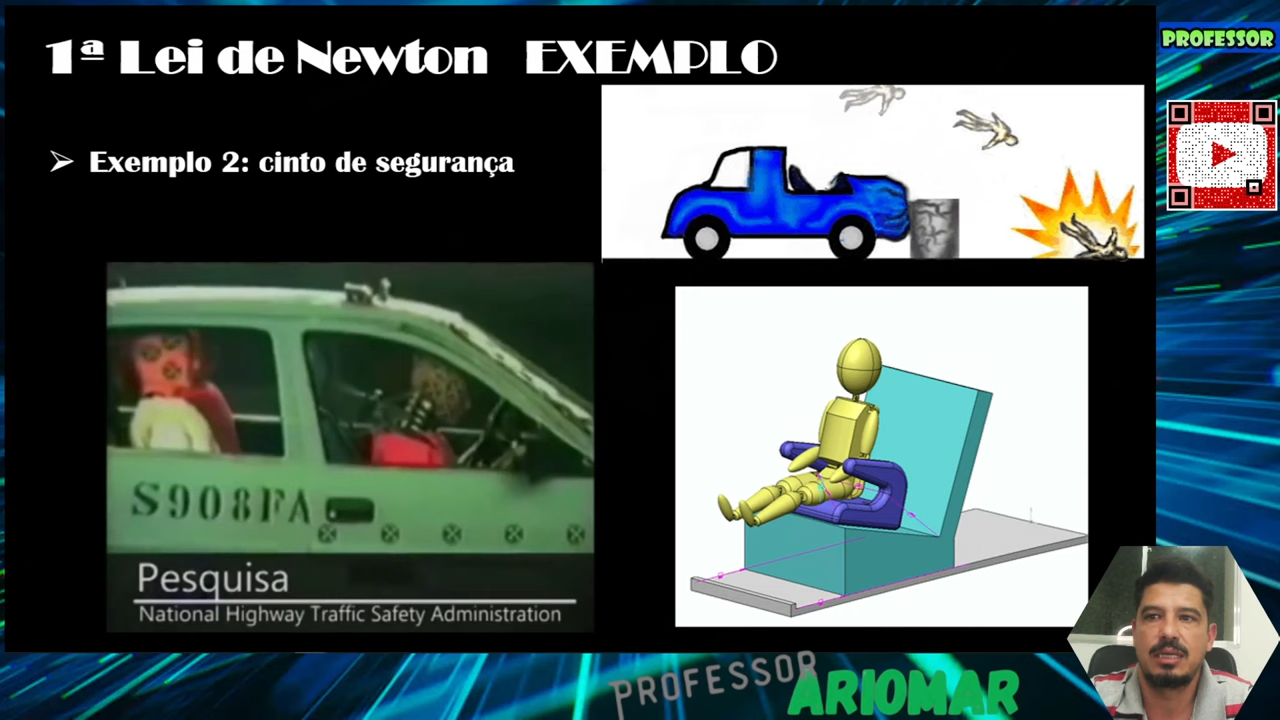 1ª Lei de Newton EXEMPLO
PROFESSOR
➢ Exemplo 2: cinto de segurança
S908FA
Pesquisa
National Highway Traffic Safety Administration
PROFESSOR
ARIOMAR